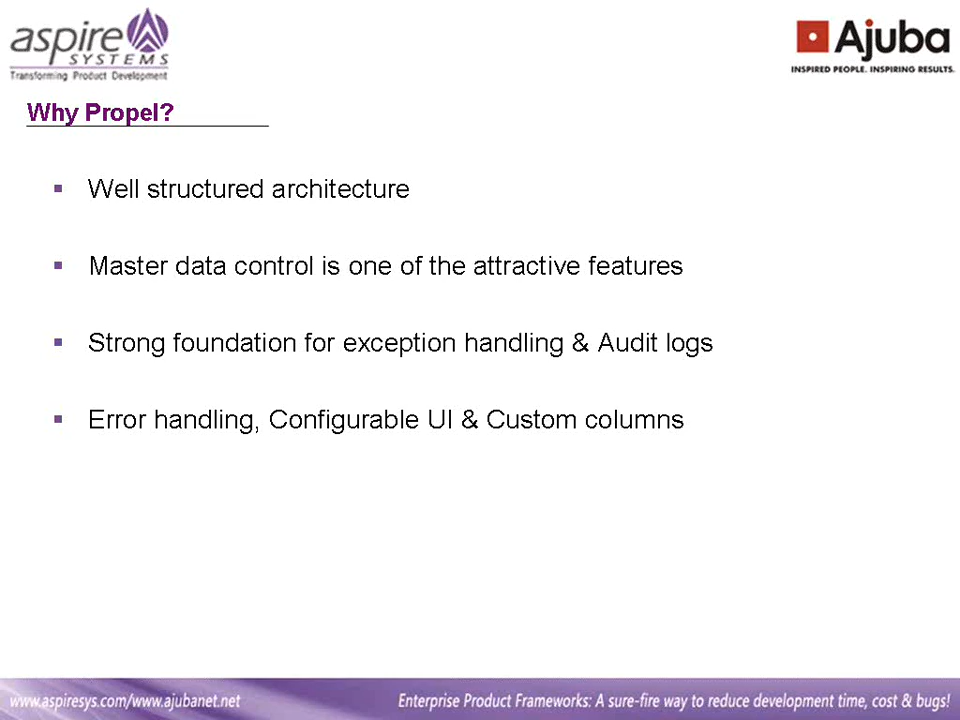 aspire
SYSTEMS
Transforming Product Development
Ajuba
INSPIRED PEOPLE. INSPIRING RESULTS.
Why Propel?
▪ Well structured architecture
▪ Master data control is one of the attractive features
▪ Strong foundation for exception handling & Audit logs
▪ Error handling, Configurable UI & Custom columns
www.aspiresys.com/www.ajubanet.net
Enterprise Product Frameworks: A sure-fire way to reduce development time, cost & bugs!